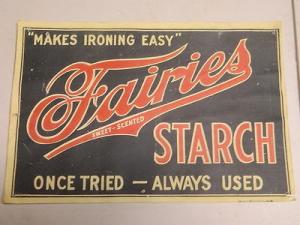 "MAKES IRONING EASY"
Fairies
SWEET-SCENTED
STARCH
ONCE TRIED — ALWAYS USED